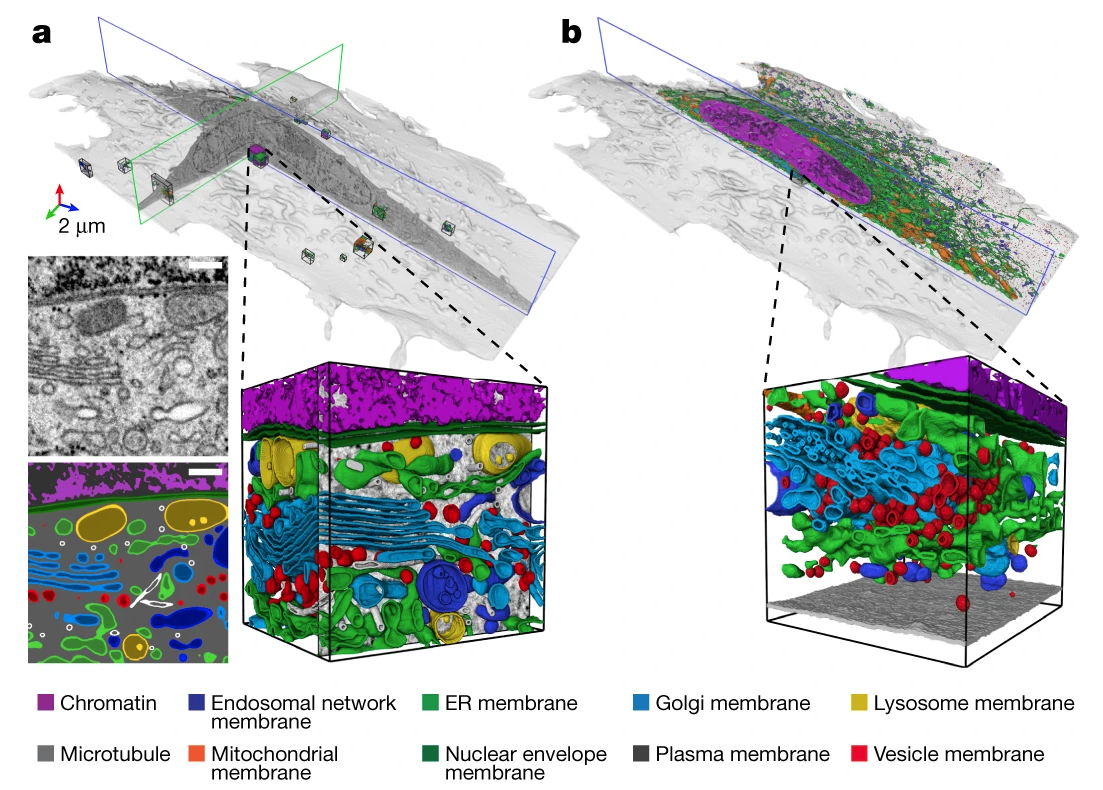 a
b
2 μm
Chromatin
Endosomal network
membrane
ER membrane
Golgi membrane
Lysosome membrane
Microtubule
Mitochondrial
membrane
Nuclear envelope
membrane
Plasma membrane
Vesicle membrane